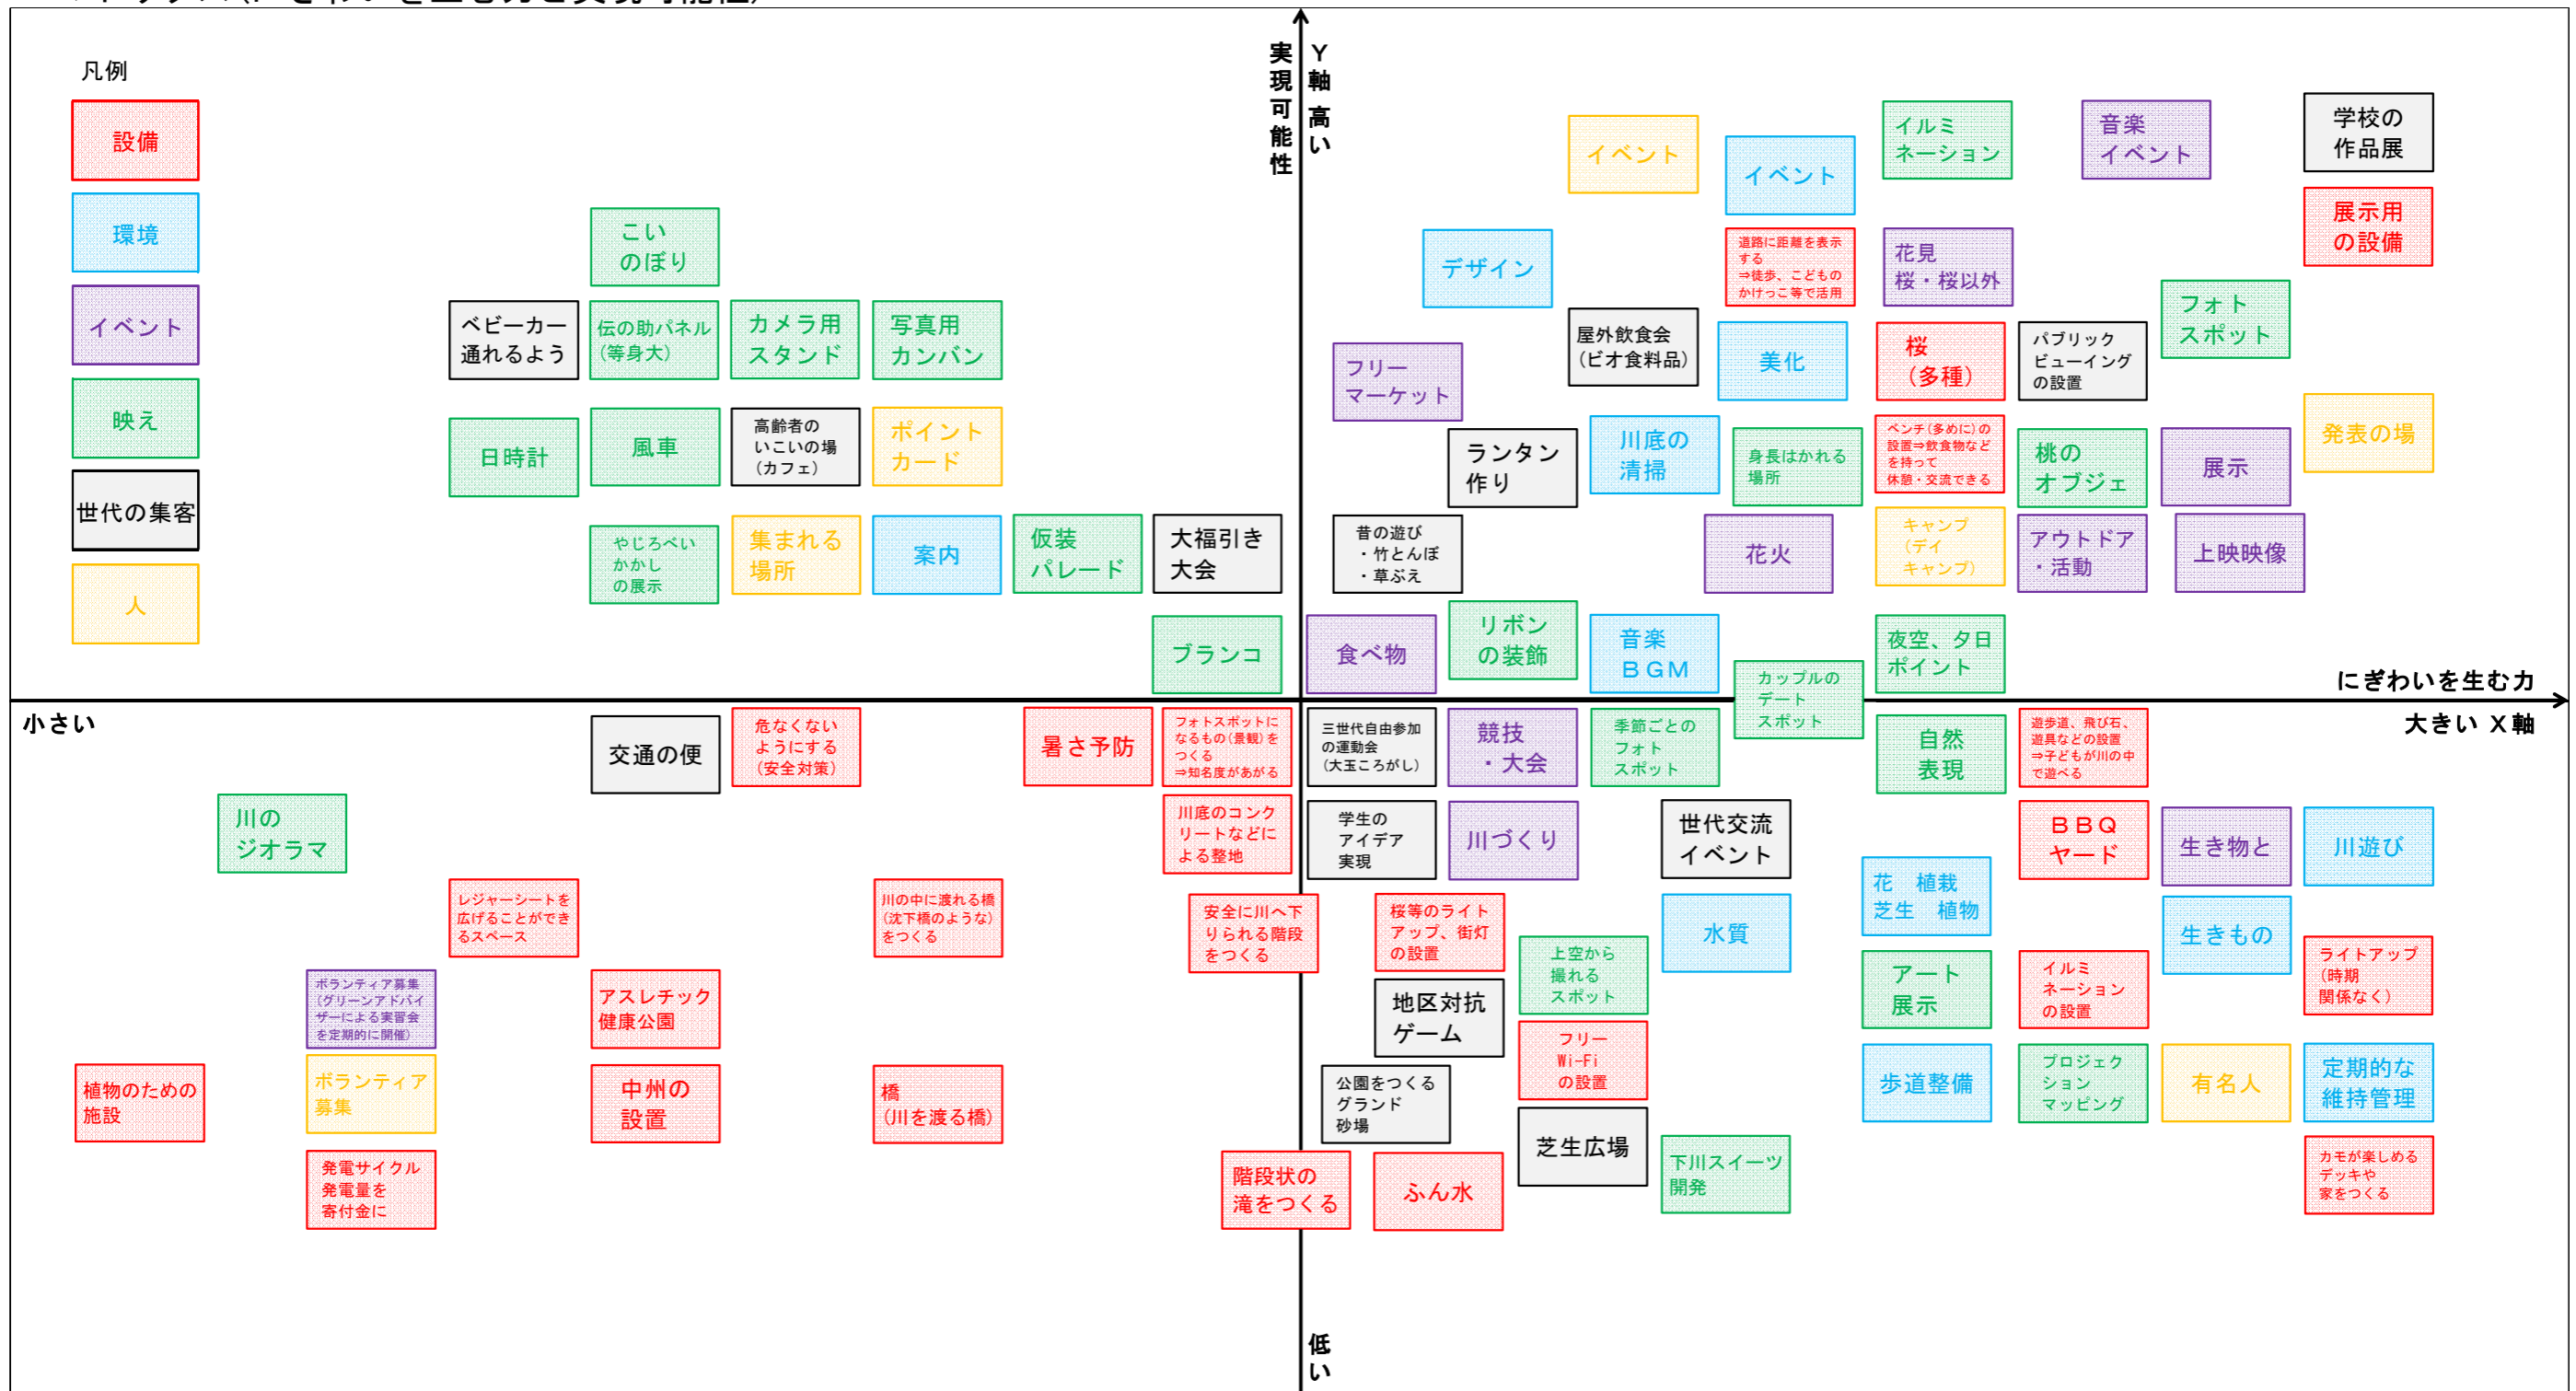 凡例
設備
環境
イベント
映え
世代の集客
人
実現可能性
Y軸 高い
低い
小さい
にぎわいを生む力
大きい X軸
こい
のぼり
ベビーカー
通れるよう
伝の助パネル
(等身大)
カメラ用
スタンド
写真用
カンバン
日時計
風車
高齢者の
いこいの場
(カフェ)
ポイント
カード
やじろべい
かかし
の展示
集まれる
場所
案内
仮装
パレード
大福引き
大会
ブランコ
イベント
イベント
イルミ
ネーション
音楽
イベント
学校の
作品展
展示用
の設備
デザイン
道路に距離を表示
する
⇒徒歩、こどもの
かけっこ等で活用
花見
桜・桜以外
フォト
スポット
フリー
マーケット
屋外飲食会
(ビオ食料品)
美化
桜
(多種)
パブリック
ビューイング
の設置
発表の場
ランタン
作り
川底の
清掃
身長はかれる
場所
ベンチ(多めに)の
設置⇒飲食物など
を持って
休憩・交流できる
桃の
オブジェ
展示
昔の遊び
・竹とんぼ
・草ぶえ
花火
キャンプ
(デイ
キャンプ)
アウトドア
・活動
上映映像
食べ物
リボン
の装飾
音楽
BGM
カップルの
デート
スポット
夜空、夕日
ポイント
交通の便
危なくない
ようにする
(安全対策)
暑さ予防
フォトスポットに
なるもの(景観)を
つくる
⇒知名度があがる
川の
ジオラマ
川底のコンク
リートなどに
よる整地
レジャーシートを
広げることができ
るスペース
川の中に渡れる橋
(沈下橋のような)
をつくる
安全に川へ下
りられる階段
をつくる
ボランティア募集
(グリーンアドバイ
ザーによる実習会
を定期的に開催)
アスレチック
健康公園
植物のための
施設
ボランティア
募集
中州の
設置
橋
(川を渡る橋)
発電サイクル
発電量を
寄付金に
階段状の
滝をつくる
三世代自由参加
の運動会
(大玉ころがし)
競技
・大会
季節ごとの
フォト
スポット
自然
表現
遊歩道、飛び石、
遊具などの設置
⇒子どもが川の中
で遊べる
学生の
アイデア
実現
川づくり
世代交流
イベント
BBQ
ヤード
生き物と
川遊び
花 植栽
芝生 植物
桜等のライト
アップ、街灯
の設置
上空から
撮れる
スポット
水質
生きもの
ライトアップ
(時期
関係なく)
地区対抗
ゲーム
アート
展示
イルミ
ネーション
の設置
フリー
Wi-Fi
の設置
公園をつくる
グランド
砂場
歩道整備
プロジェク
ション
マッピング
有名人
定期的な
維持管理
ふん水
芝生広場
下川スイーツ
開発
カモが楽しめる
デッキや
家をつくる